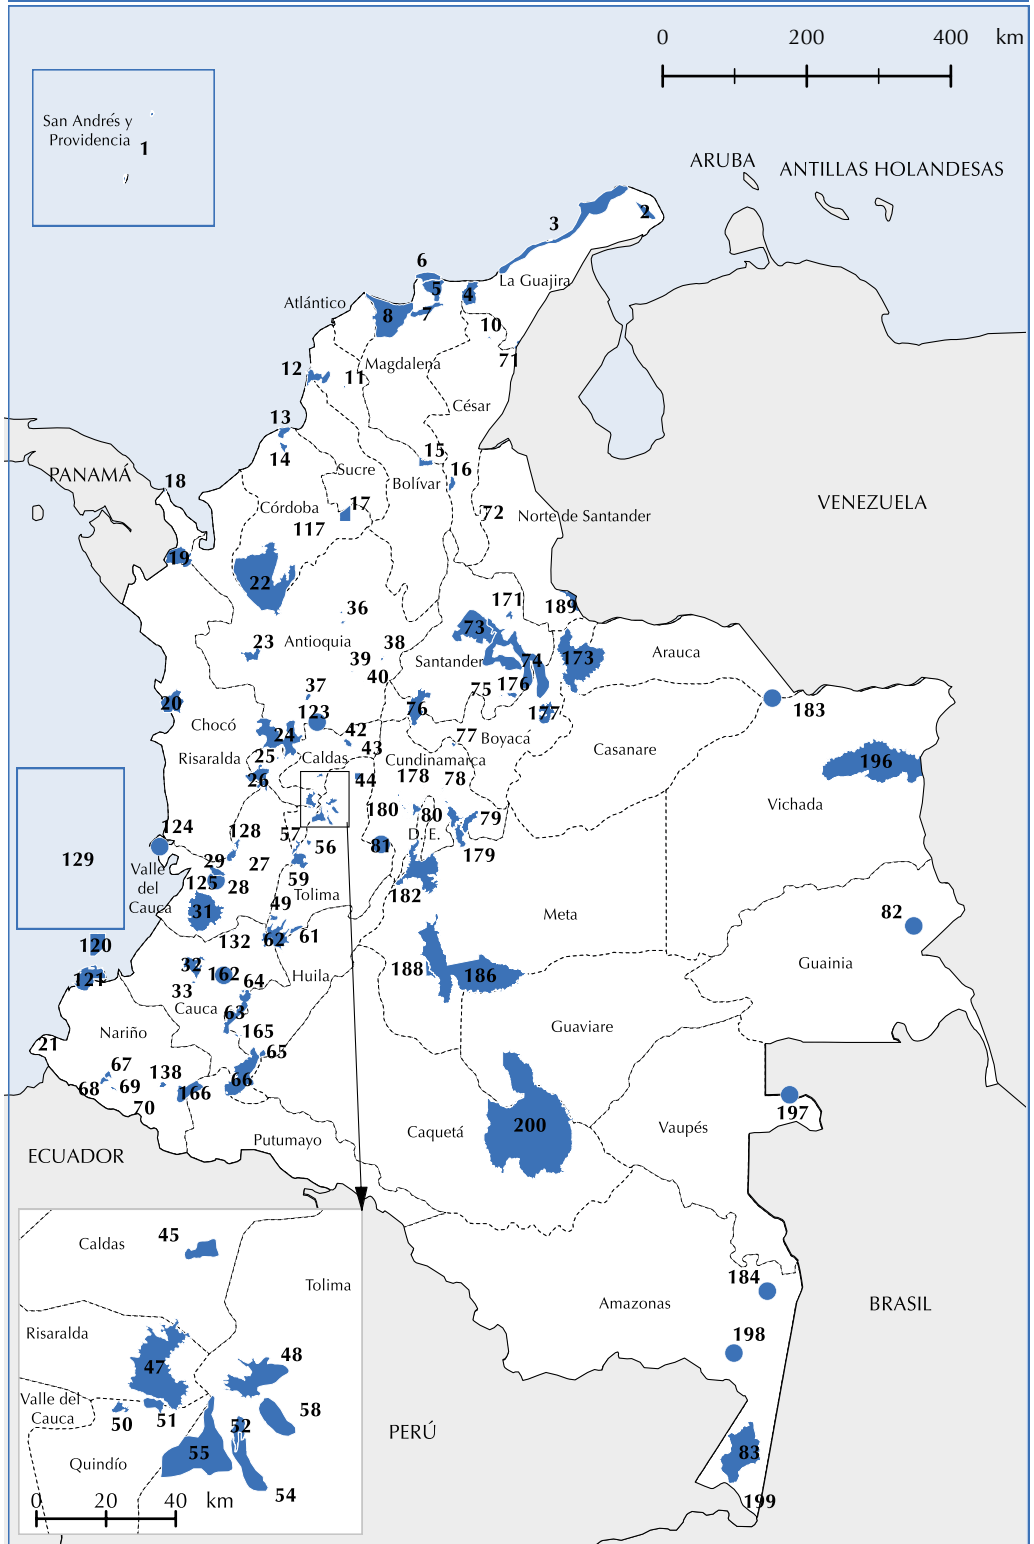 0 200 400 km
San Andrés y
Providencia
1
ARUBA
ANTILLAS HOLANDESAS
2
3
6
La Guajira
5
4
Atlántico
7
8
10
71
Magdalena
12
11
César
13
15
14
16
Sucre
PANAMÁ
18
Bolívar
17
Córdoba
VENEZUELA
72
Norte de Santander
117
19
22
171
189
36
73
23
Antioquia
38
39
Santander
74
173
Arauca
40
37
75
176
20
76
123
177
183
Chocó
24
42
77
Boyaca
43
Casanare
Risaralda
25
Caldas
Cundinamarca
196
26
44
178
78
Vichada
180
80
79
124
128
57
D. E.
56
81
179
129
29
27
Valle
del
Cauca
125
28
59
Tolima
182
49
31
Meta
82
132
62
61
120
Guainia
32
162
188
186
121
64
Huila
33
Cauca
63
Guaviare
Nariño
165
21
65
67
138
66
68
69
166
197
70
200
Putumayo
Caquetá
Vaupés
ECUADOR
45
Caldas
184
Tolima
Amazonas
BRASIL
Risaralda
198
48
47
Valle del
Cauca
50
51
58
52
PERÚ
55
83
Quindío
54
0 20 40 km
199